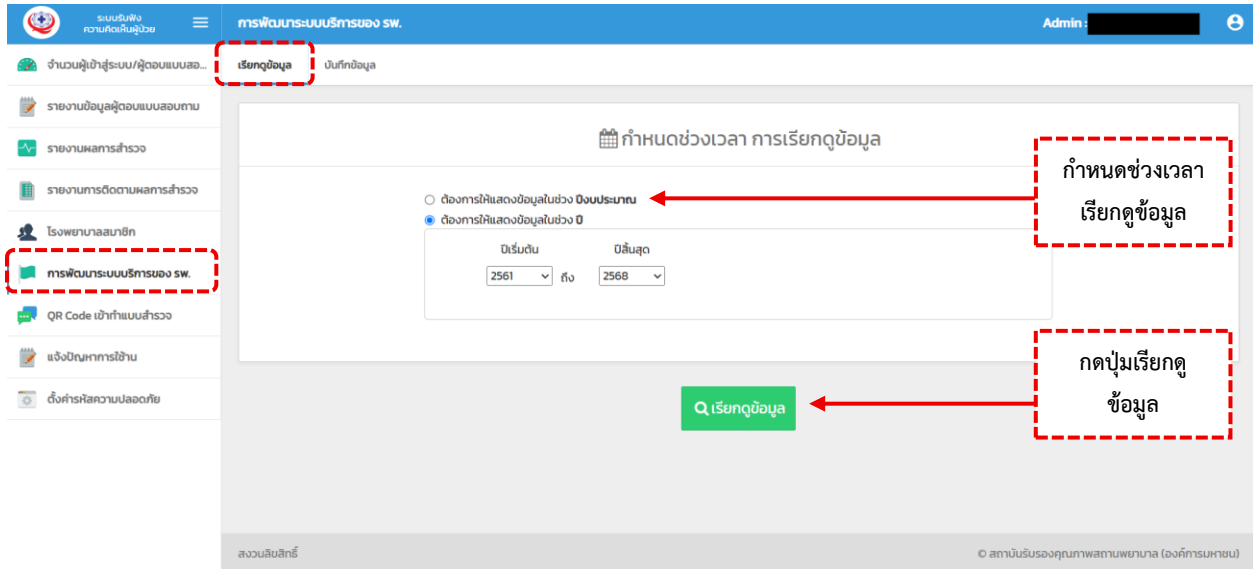 ระบบรับฟัง
ความคิดเห็นผู้ป่วย
การพัฒนาระบบบริการของ รพ.
Admin :
จำนวนผู้เข้าสู่ระบบ/ผู้ตอบแบบสอ...
รายงานข้อมูลผู้ตอบแบบสอบถาม
รายงานผลการสำรวจ
รายงานการติดตามผลการสำรวจ
โรงพยาบาลสมาชิก
การพัฒนาระบบบริการของ รพ.
QR Code เข้าทำแบบสำรวจ
แจ้งปัญหาการใช้งาน
ตั้งค่ารหัสความปลอดภัย
เรียกดูข้อมูล
บันทึกข้อมูล
กำหนดช่วงเวลา การเรียกดูข้อมูล
ต้องการให้แสดงข้อมูลในช่วง ปีงบประมาณ
ต้องการให้แสดงข้อมูลในช่วง ปี
ปีเริ่มต้น ปีสิ้นสุด
2561 ถึง 2568
กำหนดช่วงเวลา
เรียกดูข้อมูล
เรียกดูข้อมูล
กดปุ่มเรียกดู
ข้อมูล
สงวนลิขสิทธิ์
© สถาบันรับรองคุณภาพสถานพยาบาล (องค์การมหาชน)